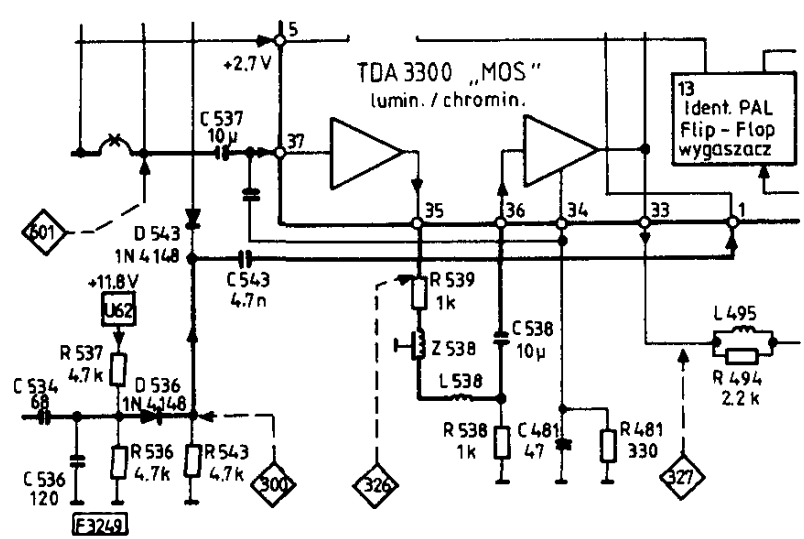 5
+2.7 V
TDA 3300 „MOS"
lumin. / chromin.
13
Ident. PAL
Flip - Flop
wygaszacz
C 537
10µ
37
601
35
36
34
33
1
D 543
1N 4148
C 543
4.7n
+11.8V
U62
R 539
1k
R 537
4.7k
Z 538
C 538
10µ
L 495
L 538
R 494
2.2 k
C 534
68
D 536
1N 4148
R 538
1k
C 481
47
R 481
330
R 536
4.7k
R 543
4.7k
C 536
120
300
326
327
F3249